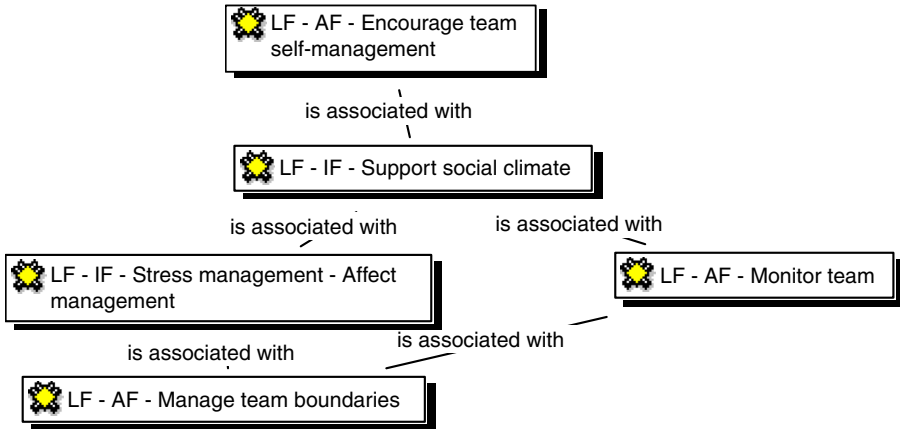 LF - AF - Encourage team
self-management
is associated with
LF - IF - Support social climate
is associated with
is associated with
LF - IF - Stress management - Affect
management
LF - AF - Monitor team
is associated with
is associated with
LF - AF - Manage team boundaries